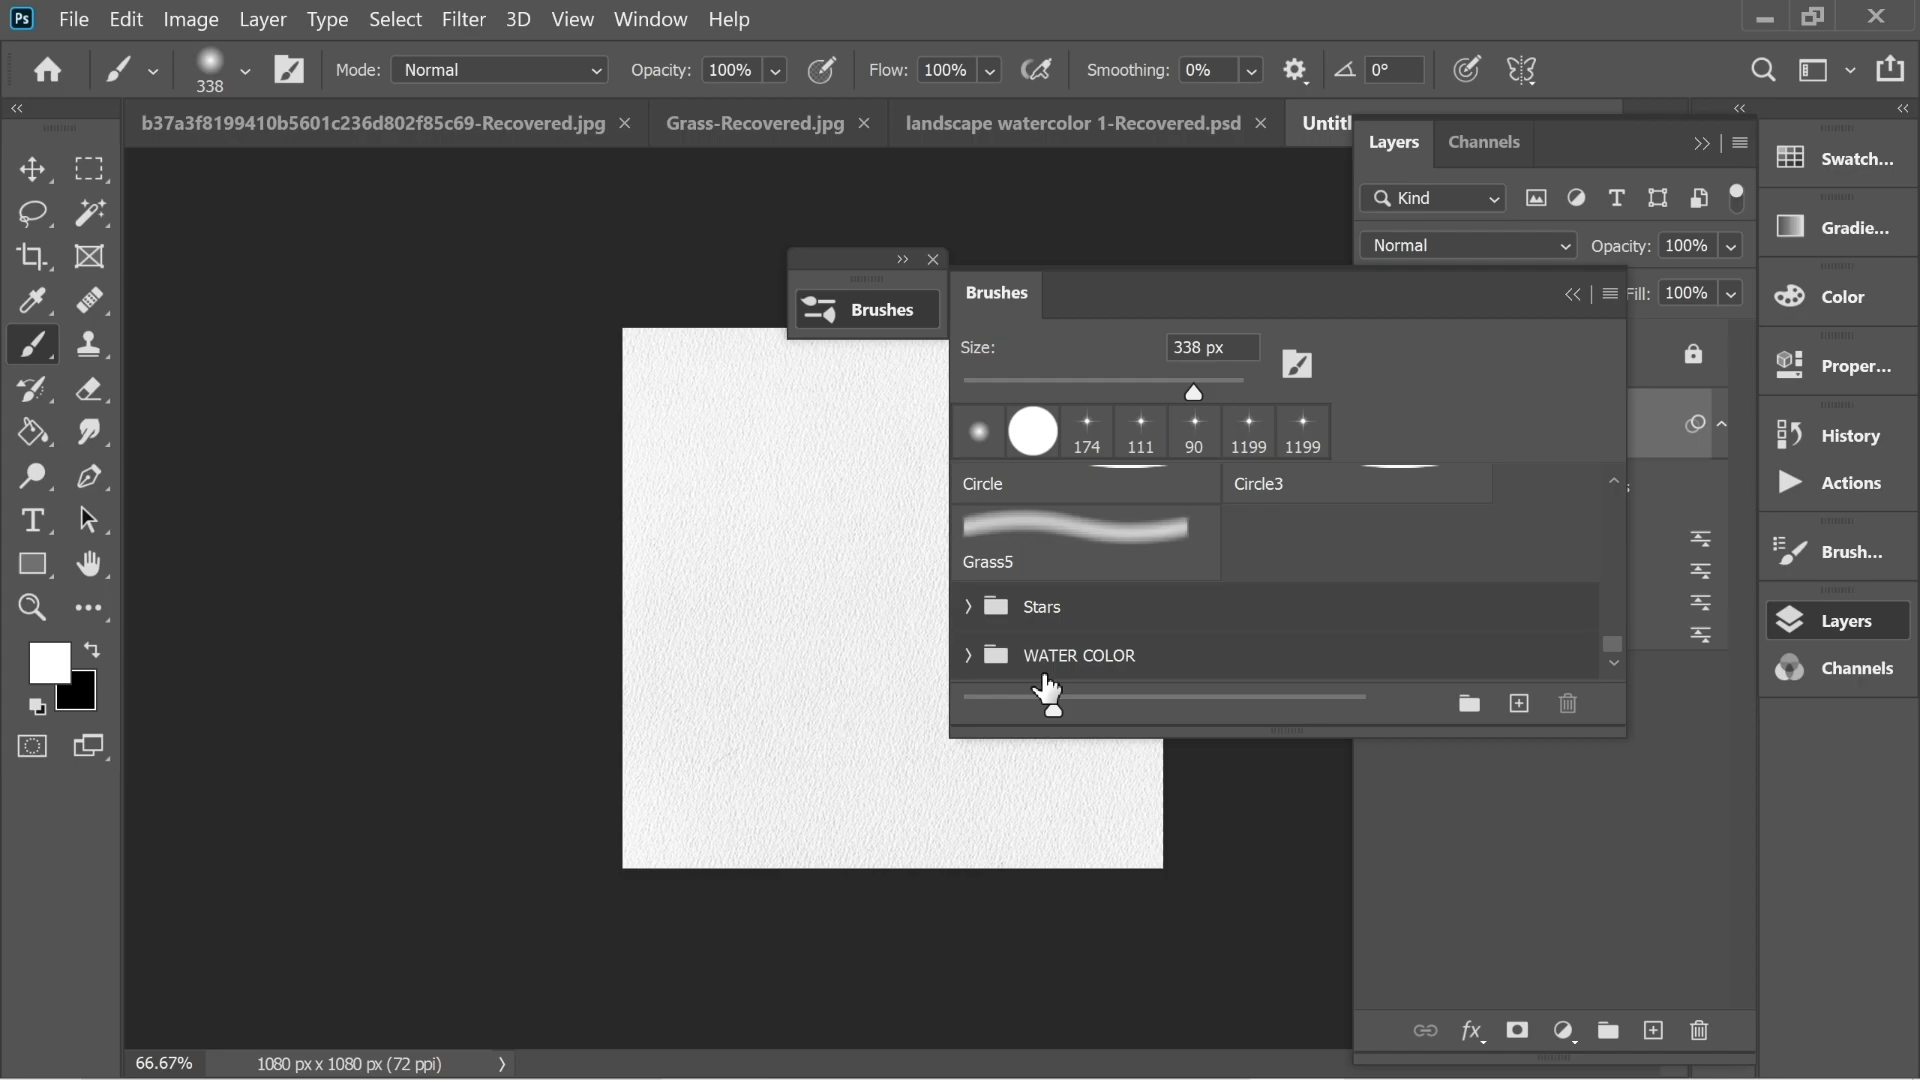 Ps File Edit Image Layer Type Select Filter 3D View Window Help
338 Mode: Normal Opacity: 100% Flow: 100% Smoothing: 0% 0°
b37a3f8199410b5601c236d802f85c69-Recovered.jpg Grass-Recovered.jpg landscape watercolor 1-Recovered.psd Untitl
Layers Channels
Kind
Normal Opacity: 100%
Fill: 100%
Brushes
Brushes
Size: 338 px
174 111 90 1199 1199
Circle Circle3
Grass5
Stars
WATER COLOR
Swatch...
Gradie...
Color
Proper...
History
Actions
Brush...
Layers
Channels
T
fx
66.67% 1080 px x 1080 px (72 ppi)